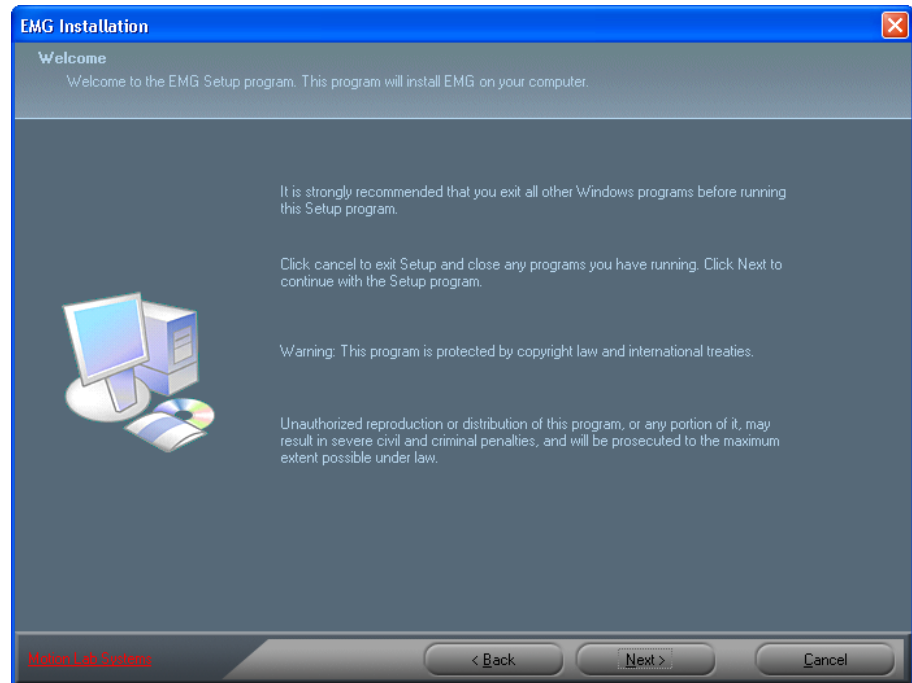 EMG Installation
Welcome
Welcome to the EMG Setup program. This program will install EMG on your computer.
It is strongly recommended that you exit all other Windows programs before running
this Setup program.
Click cancel to exit Setup and close any programs you have running. Click Next to
continue with the Setup program.
Warning: This program is protected by copyright law and international treaties.
Unauthorized reproduction or distribution of this program, or any portion of it, may
result in severe civil and criminal penalties, and will be prosecuted to the maximum
extent possible under law.
Motion Lab Systems
< Back
Next >
Cancel